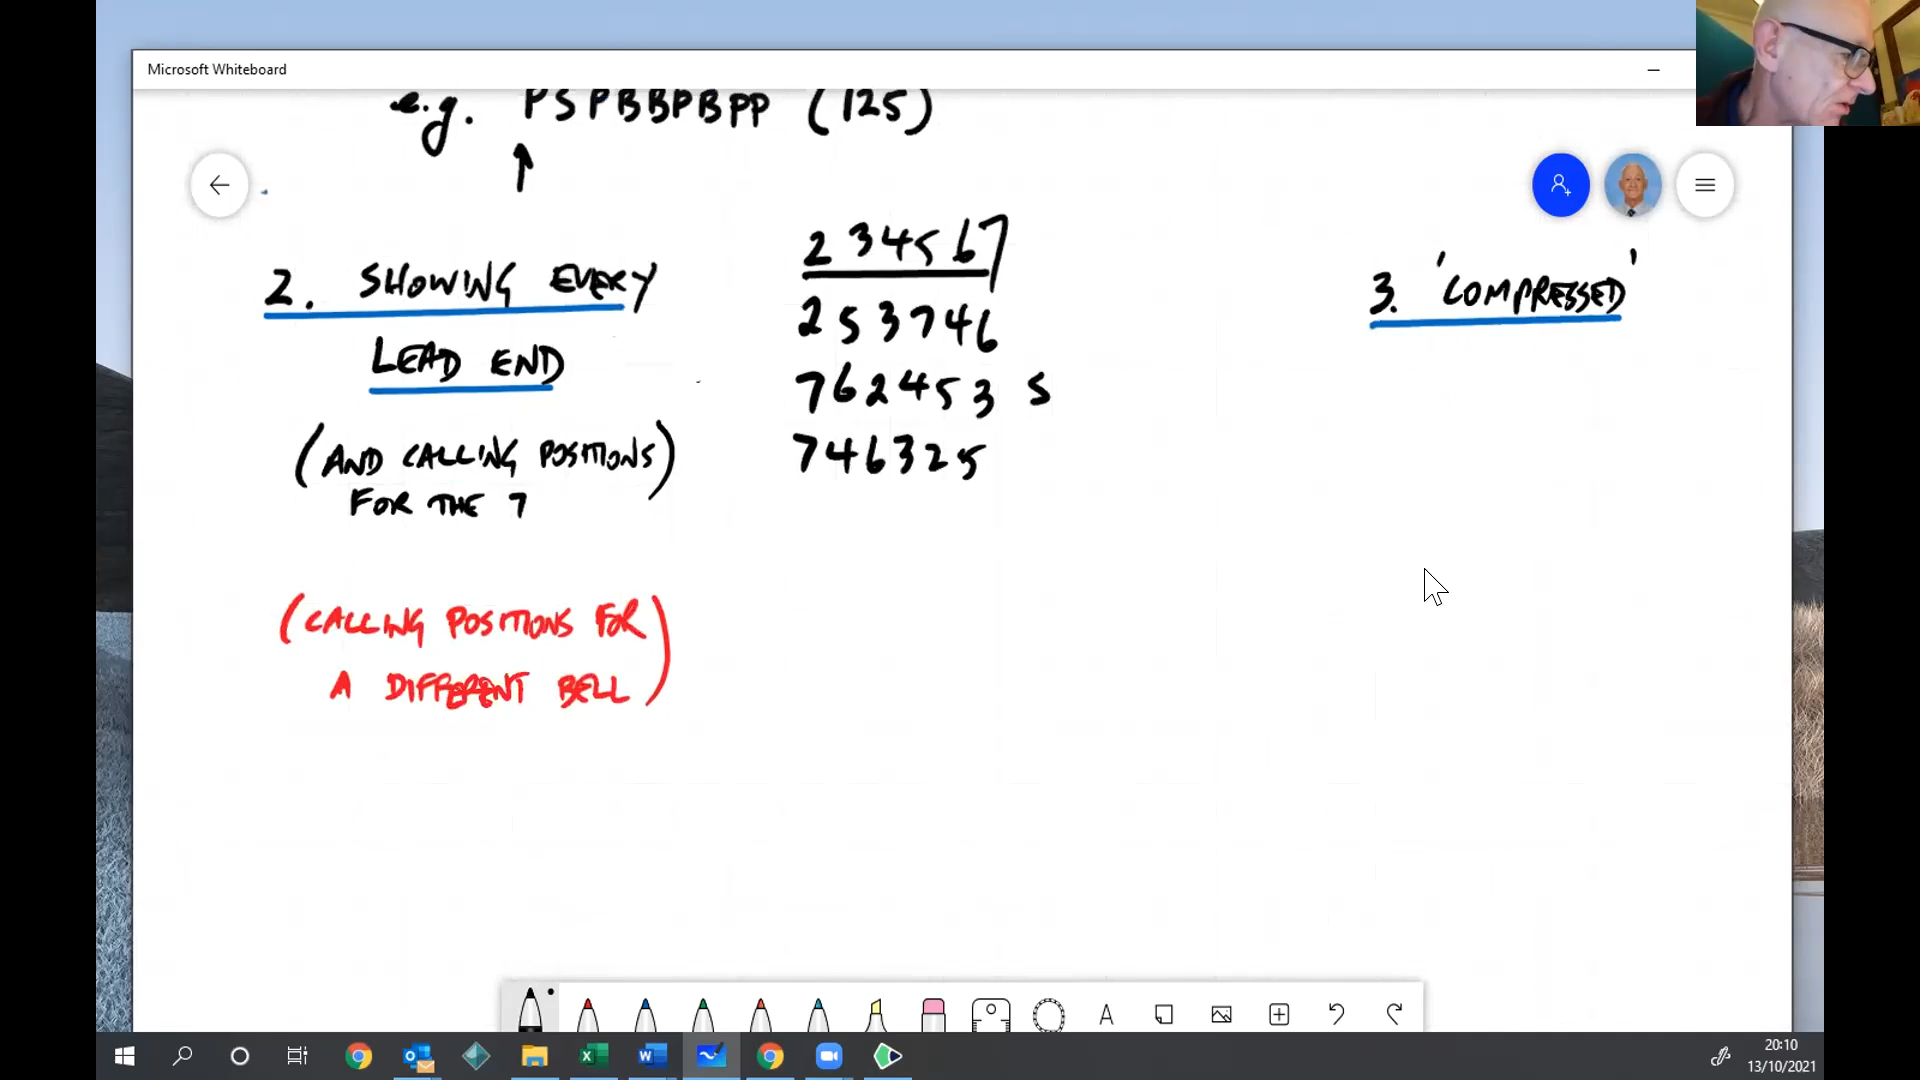 Microsoft Whiteboard
e.g. PSPBBPBPP (125)
2. SHOWING EVERY
LEAD END
(AND CALLING POSITIONS)
FOR THE 7
(CALLING POSITIONS FOR
A DIFFERENT BELL)
234567
253746
762453 S
746325
3. 'COMPRESSED'
A
20:10
13/10/2021